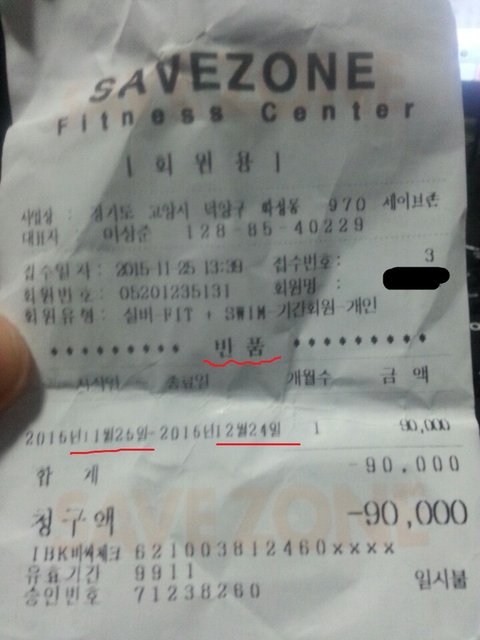 SAVEZONE
Fitness Center
[ 회 원 용 ]
사업장 : 경기도 고양시 덕양구 화정동 970 세이브존
대표자 이상준 128-85-40229
접수일자 : 2015-11-25 13:39 접수번호 : 3
회원번호 : 05201235131 회원명 :
회원유형 : 실버-FIT + SWIM-기간회원-개인
********* 반 품 *********
시작일 종료일 개월수 금 액
2015년11월25일-2015년12월24일 1 90,000
합 계 -90,000
청구액 -90,000
SAVEZONE
IBK비씨체크 621003812460xxxx
유효기간 9911
승인번호 71238260 일시불